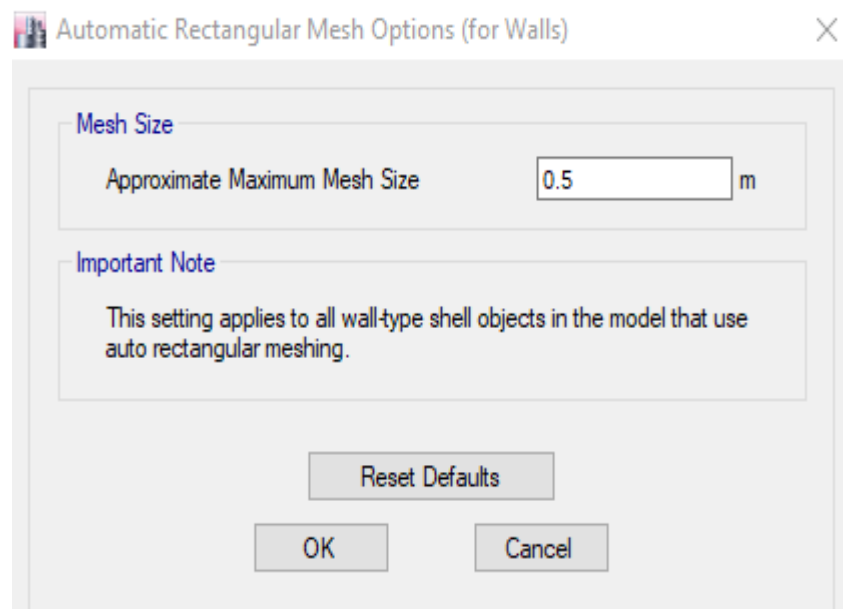 Automatic Rectangular Mesh Options (for Walls)
Mesh Size
Approximate Maximum Mesh Size 0.5 m
Important Note
This setting applies to all wall-type shell objects in the model that use
auto rectangular meshing.
Reset Defaults
OK Cancel